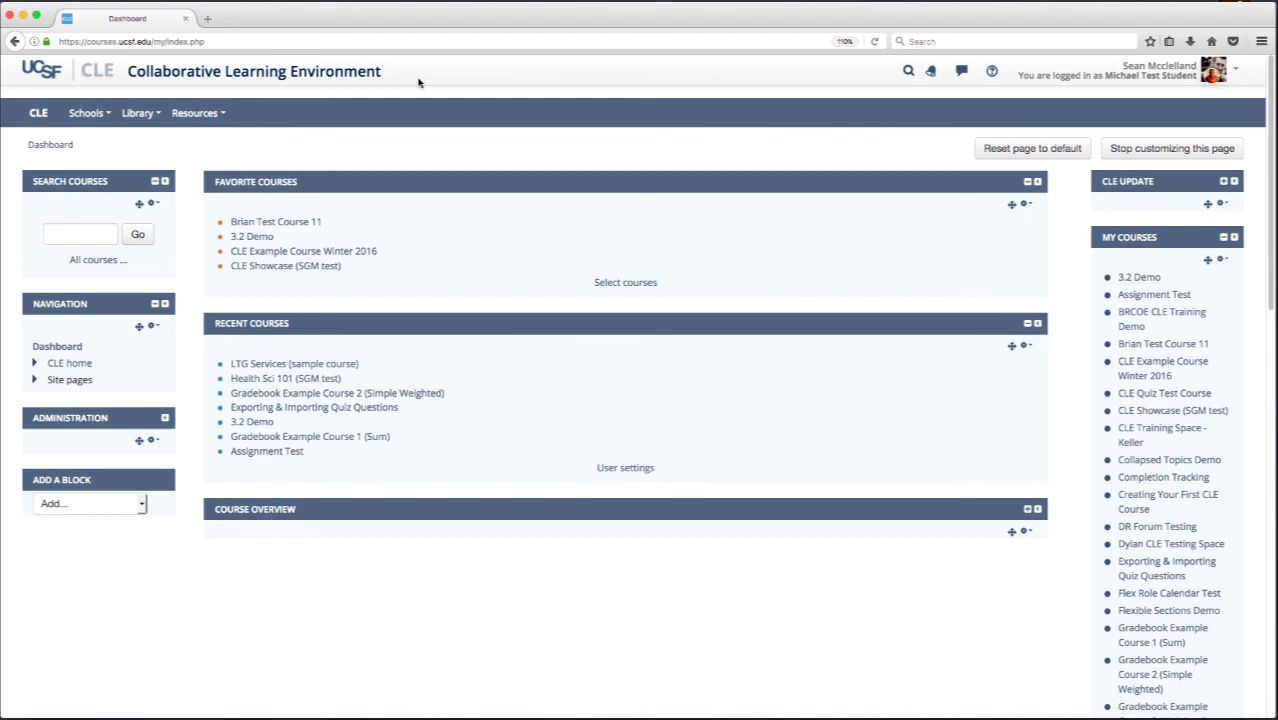 Dashboard
https://courses.ucsf.edu/my/index.php
110%
Search
UCSF
CLE
Collaborative Learning Environment
Sean Mcclelland
You are logged in as Michael Test Student
CLE
Schools
Library
Resources
Dashboard
Reset page to default
Stop customizing this page
SEARCH COURSES
Go
All courses ...
NAVIGATION
Dashboard
CLE home
Site pages
ADMINISTRATION
ADD A BLOCK
Add...
FAVORITE COURSES
Brian Test Course 11
3.2 Demo
CLE Example Course Winter 2016
CLE Showcase (SGM test)
Select courses
RECENT COURSES
LTG Services (sample course)
Health Sci 101 (SGM test)
Gradebook Example Course 2 (Simple Weighted)
Exporting & Importing Quiz Questions
3.2 Demo
Gradebook Example Course 1 (Sum)
Assignment Test
User settings
COURSE OVERVIEW
CLE UPDATE
MY COURSES
3.2 Demo
Assignment Test
BRCOE CLE Training
Demo
Brian Test Course 11
CLE Example Course
Winter 2016
CLE Quiz Test Course
CLE Showcase (SGM test)
CLE Training Space -
Keller
Collapsed Topics Demo
Completion Tracking
Creating Your First CLE
Course
DR Forum Testing
Dylan CLE Testing Space
Exporting & Importing
Quiz Questions
Flex Role Calendar Test
Flexible Sections Demo
Gradebook Example
Course 1 (Sum)
Gradebook Example
Course 2 (Simple
Weighted)
Gradebook Example